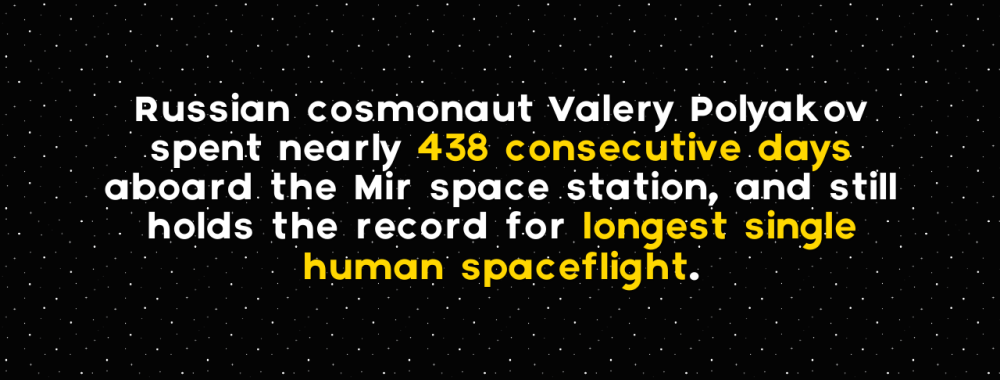 Russian cosmonaut Valery Polyakov
spent nearly 438 consecutive days
aboard the Mir space station, and still
holds the record for longest single
human spaceflight.